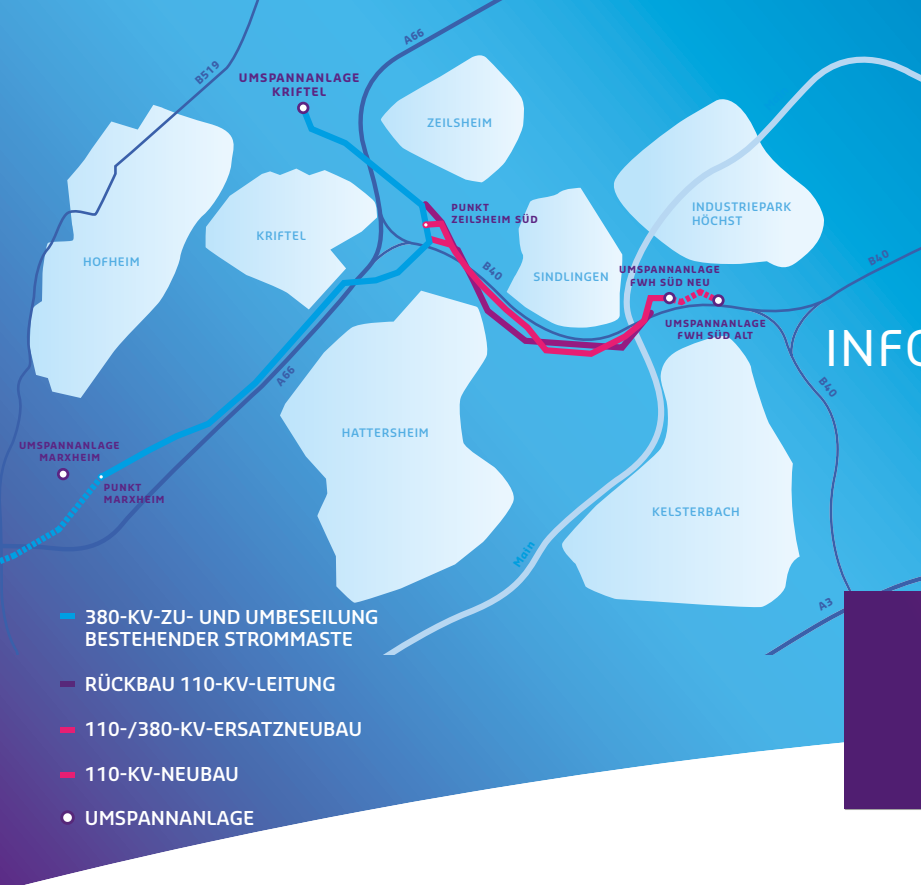 B519
A66
UMSPANNANLAGE
KRIFTEL
ZEILSHEIM
PUNKT
ZEILSHEIM SÜD
INDUSTRIEPARK
HÖCHST
KRIFTEL
HOFHEIM
B40
SINDLINGEN
UMSPANNANLAGE
FWH SÜD NEU
B40
UMSPANNANLAGE
FWH SÜD ALT
INFO
A66
B40
HATTERSHEIM
UMSPANNANLAGE
MARXHEIM
PUNKT
MARXHEIM
KELSTERBACH
Main
A3
380-KV-ZU- UND UMBESEILUNG
BESTEHENDER STROMMASTE
RÜCKBAU 110-KV-LEITUNG
110-/380-KV-ERSATZNEUBAU
110-KV-NEUBAU
UMSPANNANLAGE